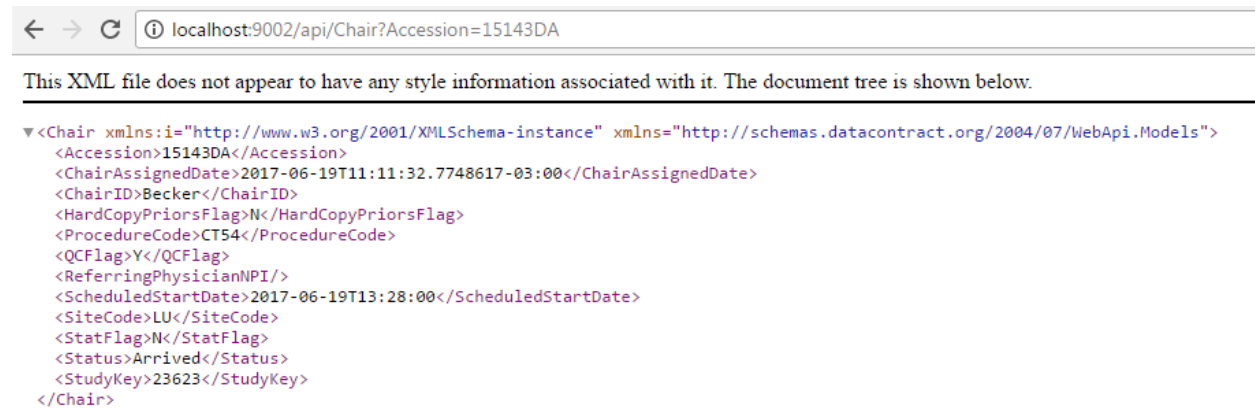 localhost:9002/api/Chair?Accession=15143DA
This XML file does not appear to have any style information associated with it. The document tree is shown below.
▼<Chair xmlns:i="http://www.w3.org/2001/XMLSchema-instance" xmlns="http://schemas.datacontract.org/2004/07/WebApi.Models">
<Accession>15143DA</Accession>
<ChairAssignedDate>2017-06-19T11:11:32.7748617-03:00</ChairAssignedDate>
<ChairID>Becker</ChairID>
<HardCopyPriorsFlag>N</HardCopyPriorsFlag>
<ProcedureCode>CT54</ProcedureCode>
<QCFlag>Y</QCFlag>
<ReferringPhysicianNPI/>
<ScheduledStartDate>2017-06-19T13:28:00</ScheduledStartDate>
<SiteCode>LU</SiteCode>
<StatFlag>N</StatFlag>
<Status>Arrived</Status>
<StudyKey>23623</StudyKey>
</Chair>